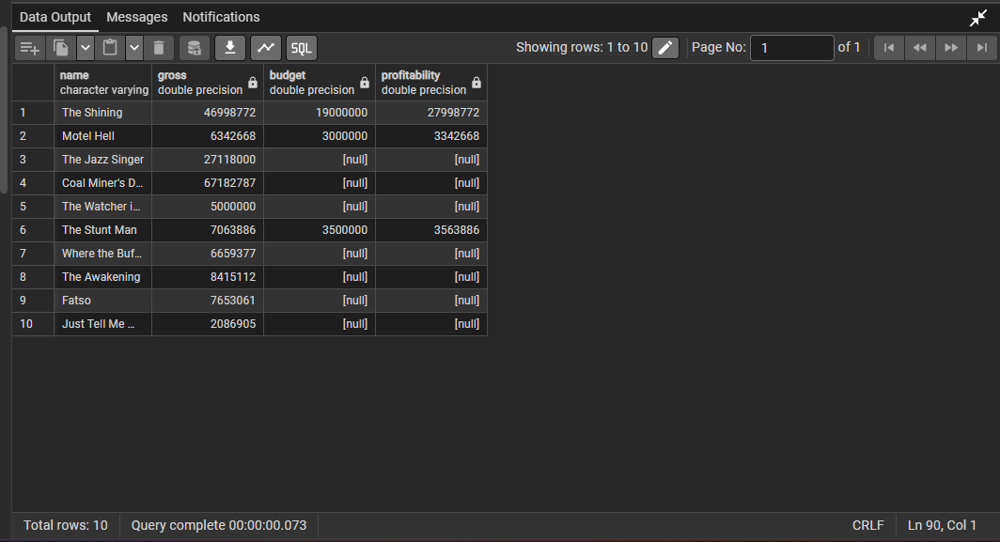 Data Output Messages Notifications
SQL Showing rows: 1 to 10 Page No: 1 of 1
name gross budget profitability
character varying double precision double precision double precision
1 The Shining 46998772 19000000 27998772
2 Motel Hell 6342668 3000000 3342668
3 The Jazz Singer 27118000 [null] [null]
4 Coal Miner's D... 67182787 [null] [null]
5 The Watcher i... 5000000 [null] [null]
6 The Stunt Man 7063886 3500000 3563886
7 Where the Buf... 6659377 [null] [null]
8 The Awakening 8415112 [null] [null]
9 Fatso 7653061 [null] [null]
10 Just Tell Me ... 2086905 [null] [null]
Total rows: 10 Query complete 00:00:00.073 CRLF Ln 90, Col 1